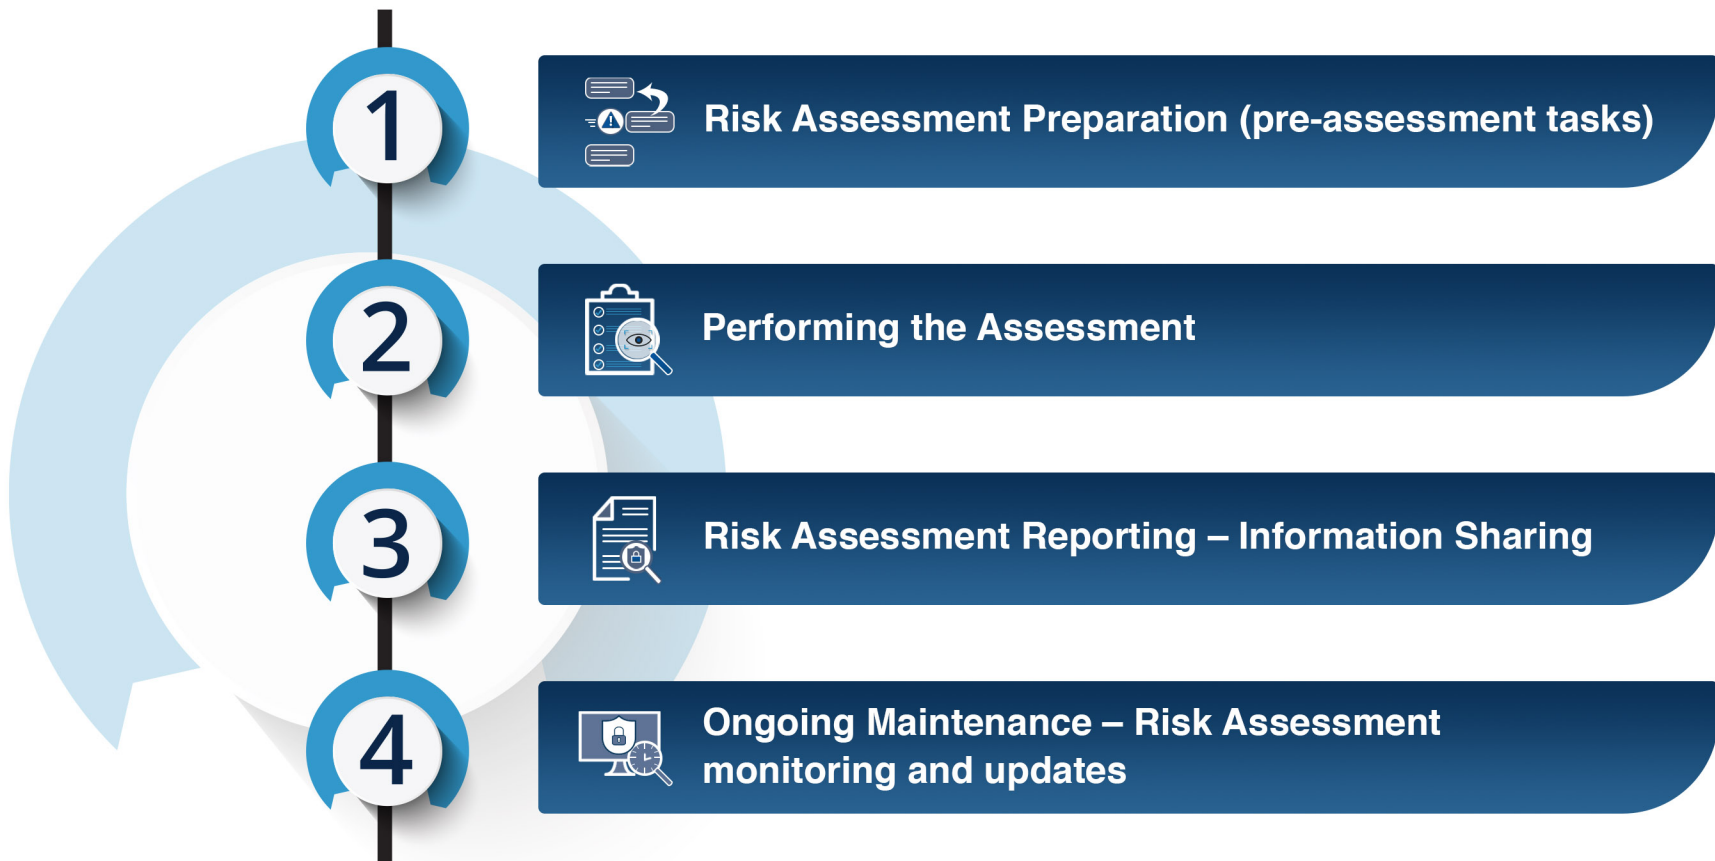 1
Risk Assessment Preparation (pre-assessment tasks)
2
Performing the Assessment
3
Risk Assessment Reporting – Information Sharing
4
Ongoing Maintenance – Risk Assessment
monitoring and updates